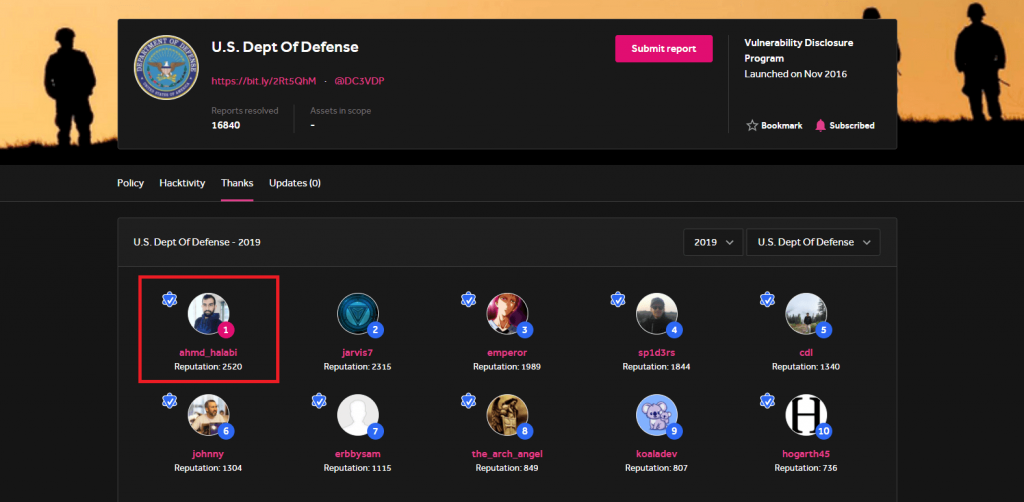 U.S. Dept Of Defense
https://bit.ly/2RtSQhM · @DC3VDP
Reports resolved
16840
Assets in scope
-
Submit report
Vulnerability Disclosure
Program
Launched on Nov 2016
Bookmark
Subscribed
Policy Hacktivity Thanks Updates (0)
U.S. Dept Of Defense - 2019
2019
U.S. Dept Of Defense
1 2 3 4 5
ahmd_halabi jarvis7 emperor sp1d3rs cdl
Reputation: 2520 Reputation: 2315 Reputation: 1989 Reputation: 1844 Reputation: 1340
6 7 8 9 10
johnny erbbysam the_arch_angel koaladev hogarth45
Reputation: 1304 Reputation: 1115 Reputation: 849 Reputation: 807 Reputation: 736